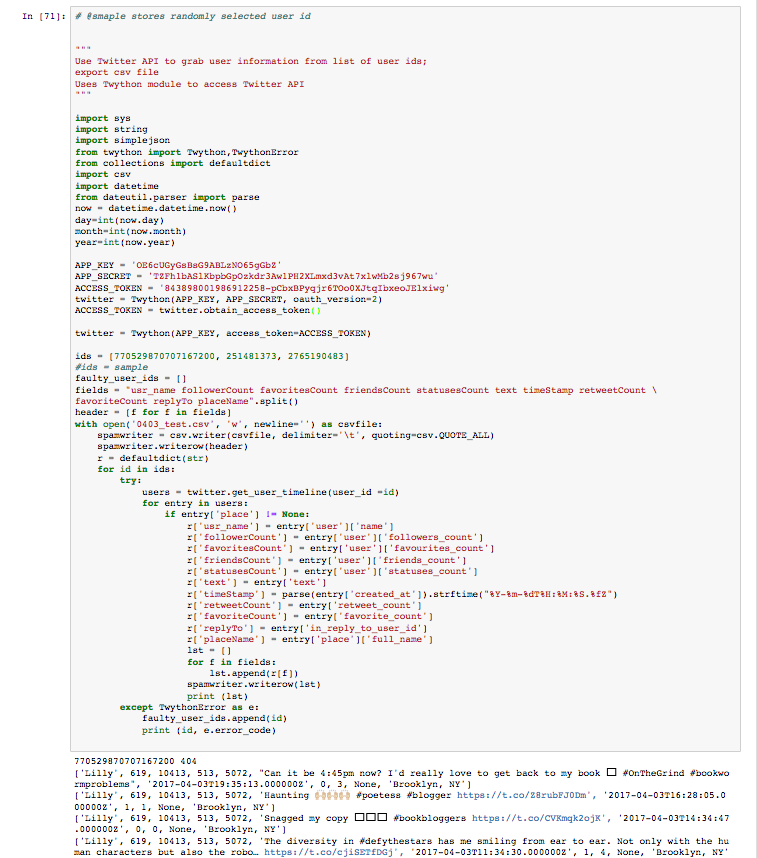 In [71]: # @smaple stores randomly selected user id
"""
Use Twitter API to grab user information from list of user ids;
export csv file
Uses Twython module to access Twitter API
"""
import sys
import string
import simplejson
from twython import Twython,TwythonError
from collections import defaultdict
import csv
import datetime
from dateutil.parser import parse
now = datetime.datetime.now()
day=int(now.day)
month=int(now.month)
year=int(now.year)
APP_KEY =
APP_SECRET =
ACCESS_TOKEN =
twitter = Twython(APP_KEY, APP_SECRET, oauth_version=2)
ACCESS_TOKEN = twitter.obtain_access_token()
twitter = Twython(APP_KEY, access_token=ACCESS_TOKEN)
ids = [770529870707167200, 251481373, 2765190483]
#ids = sample
faulty_user_ids = []
fields = "usr_name followerCount favoritesCount friendsCount statusesCount text timeStamp retweetCount \
favoriteCount replyTo placeName".split()
header = [f for f in fields]
with open('0403_test.csv', 'w', newline='') as csvfile:
spamwriter = csv.writer(csvfile, delimiter='\t', quoting=csv.QUOTE_ALL)
spamwriter.writerow(header)
r = defaultdict(str)
for id in ids:
try:
users = twitter.get_user_timeline(user_id =id)
for entry in users:
if entry['place'] != None:
r['usr_name'] = entry['user']['name']
r['followerCount'] = entry['user']['followers_count']
r['favoritesCount'] = entry['user']['favourites_count']
r['friendsCount'] = entry['user']['friends_count']
r['statusesCount'] = entry['user']['statuses_count']
r['text'] = entry['text']
r['timeStamp'] = parse(entry['created_at']).strftime("%Y-%m-%dT%H:%M:%S.%fZ")
r['retweetCount'] = entry['retweet_count']
r['favoriteCount'] = entry['favorite_count']
r['replyTo'] = entry['in_reply_to_user_id']
r['placeName'] = entry['place']['full_name']
lst = []
for f in fields:
lst.append(r[f])
spamwriter.writerow(lst)
print (lst)
except TwythonError as e:
faulty_user_ids.append(id)
print (id, e.error_code)
770529870707167200 404
['Lilly', 619, 10413, 513, 5072, "Can it be 4:45pm now? I'd really love to get back to my book #OnTheGrind #bookwo
rmproblems", '2017-04-03T19:35:13.000000Z', 0, 3, None, 'Brooklyn, NY']
['Lilly', 619, 10413, 513, 5072, 'Haunting #poetess #blogger https://t.co/Z8rubFJ0Dm', '2017-04-03T16:28:05.0
00000Z', 1, 1, None, 'Brooklyn, NY']
['Lilly', 619, 10413, 513, 5072, 'Snagged my copy #bookbloggers https://t.co/CVKmgk2ojK', '2017-04-03T14:34:47
.000000Z', 0, 0, None, 'Brooklyn, NY']
['Lilly', 619, 10413, 513, 5072, 'The diversity in #defythestars has me smiling from ear to ear. Not only with the hu
man characters but also the robo… https://t.co/cjiSETfDGj', '2017-04-03T11:34:30.000000Z', 1, 4, None, 'Brooklyn, NY'